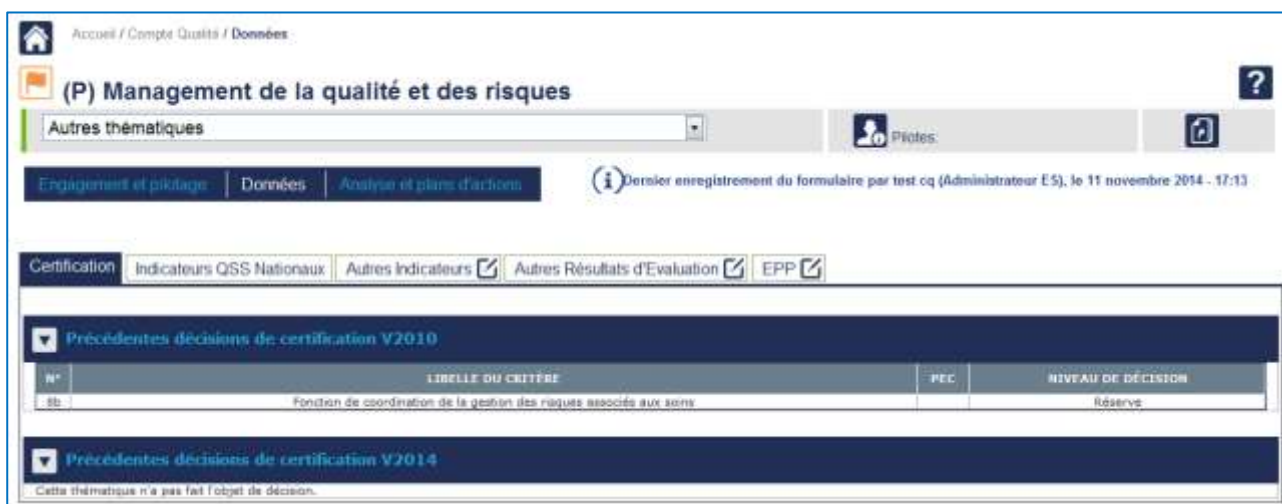 Accueil / Compte Qualité / Données
(P) Management de la qualité et des risques
?
Autres thématiques
Pilotes:
Engagement et pilotage Données Analyse et plans d'actions
Dernier enregistrement du formulaire par test cq (Administrateur ES), le 11 novembre 2014 - 17:13
Certification Indicateurs QSS Nationaux Autres Indicateurs Autres Résultats d'Evaluation EPP
Précédentes décisions de certification V2010
N° LIBELLE DU CRITÈRE PEC NIVEAU DE DÉCISION
8b Fonction de coordination de la gestion des risques associés aux soins Réserve
Précédentes décisions de certification V2014
Cette thématique n'a pas fait l'objet de décision.